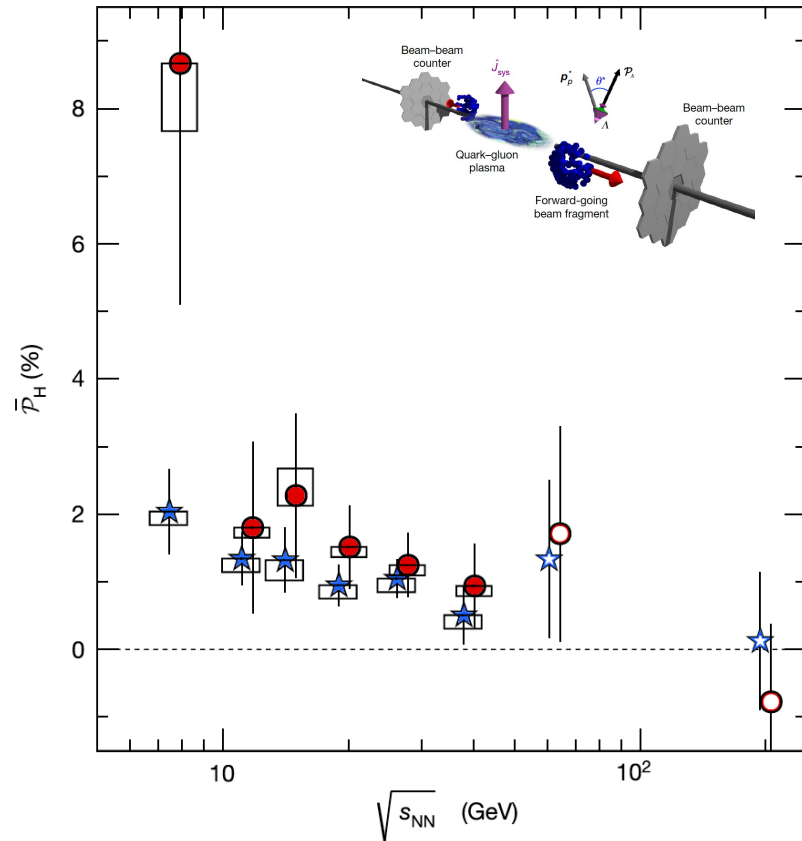 Beam–beam
counter
Ĵsys
pp*
θ*
𝒫Λ
Λ
Beam–beam
counter
Quark–gluon
plasma
Forward-going
beam fragment
8
6
4
2
0
𝒫̅H (%)
10
10²
√sNN (GeV)